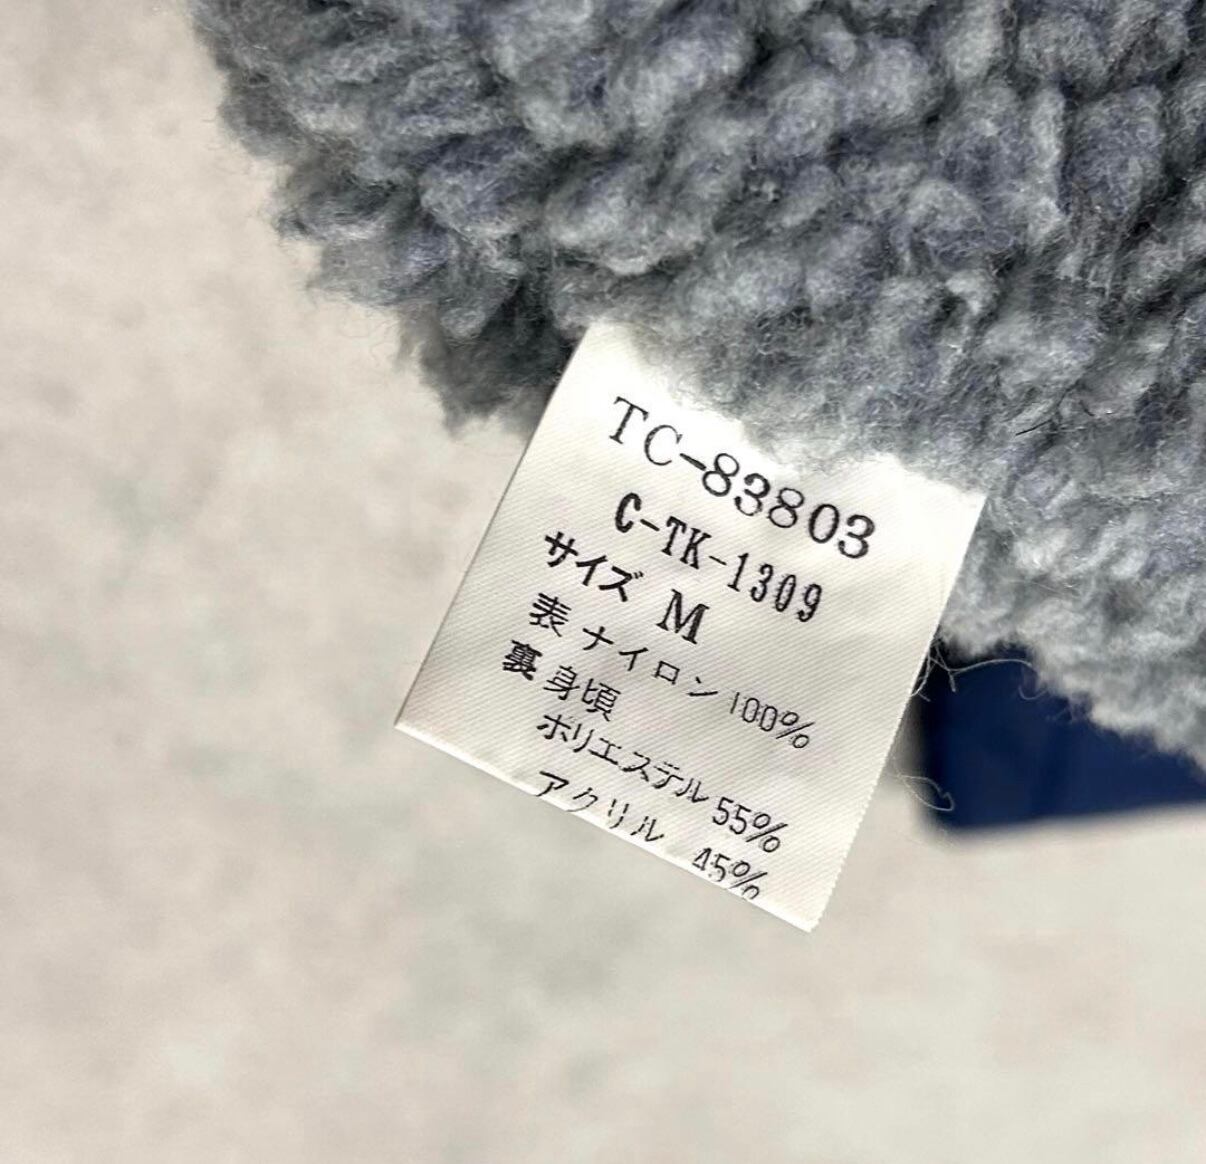 TC-83803
C-TK-1309
サイズ M
表 ナイロン 100%
裏 身頃
ポリエステル 55%
アクリル 45%